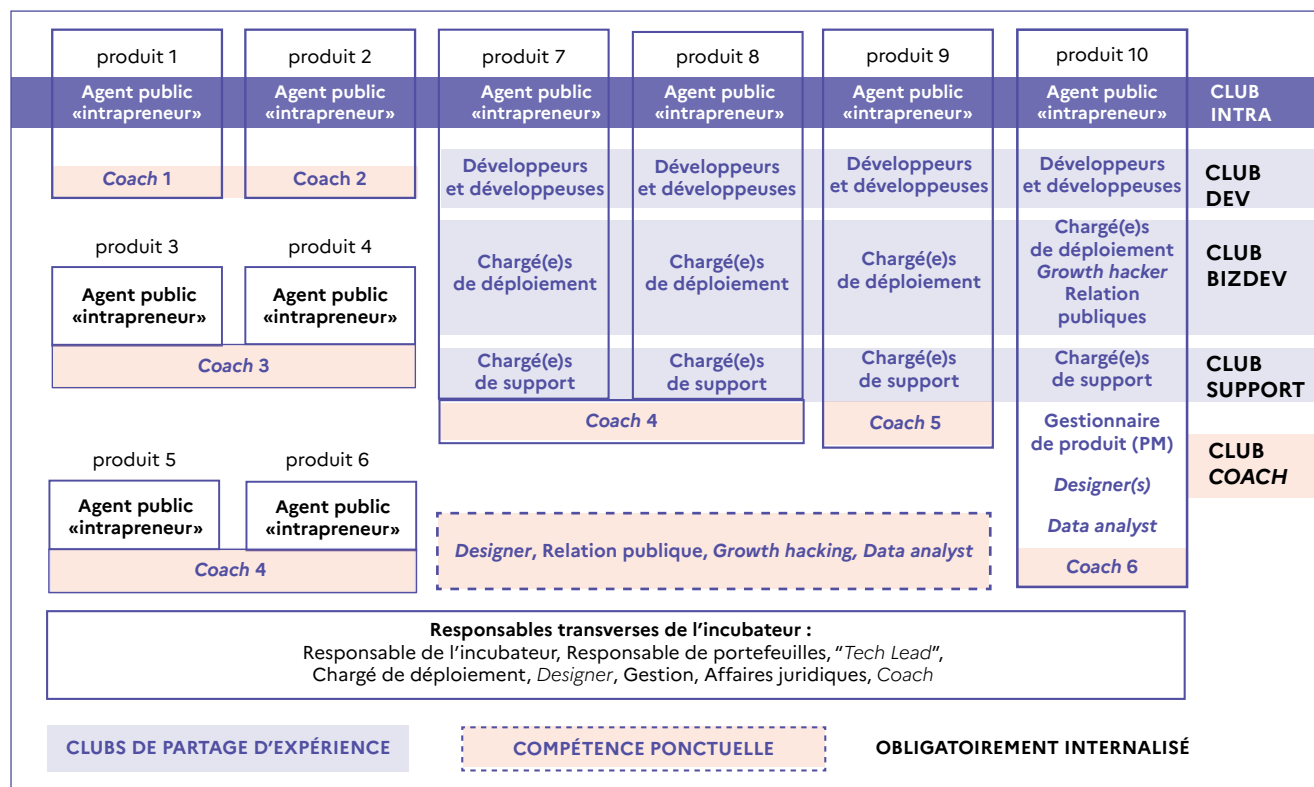 produit 1
produit 2
produit 7
produit 8
produit 9
produit 10
Agent public
«intrapreneur»
Agent public
«intrapreneur»
Agent public
«intrapreneur»
Agent public
«intrapreneur»
Agent public
«intrapreneur»
Agent public
«intrapreneur»
CLUB
INTRA
Coach 1
Coach 2
Développeurs
et développeuses
Développeurs
et développeuses
Développeurs
et développeuses
Développeurs
et développeuses
CLUB
DEV
produit 3
produit 4
Agent public
«intrapreneur»
Agent public
«intrapreneur»
Coach 3
Chargé(e)s
de déploiement
Chargé(e)s
de déploiement
Chargé(e)s
de déploiement
Chargé(e)s
de déploiement
Growth hacker
Relation
publiques
CLUB
BIZDEV
Chargé(e)s
de support
Chargé(e)s
de support
Chargé(e)s
de support
Chargé(e)s
de support
CLUB
SUPPORT
Coach 4
Coach 5
Gestionnaire
de produit (PM)
Designer(s)
Data analyst
Coach 6
CLUB
COACH
produit 5
produit 6
Agent public
«intrapreneur»
Agent public
«intrapreneur»
Coach 4
Designer, Relation publique, Growth hacking, Data analyst
Responsables transverses de l’incubateur :
Responsable de l’incubateur, Responsable de portefeuilles, “Tech Lead”,
Chargé de déploiement, Designer, Gestion, Affaires juridiques, Coach
CLUBS DE PARTAGE D’EXPÉRIENCE
COMPÉTENCE PONCTUELLE
OBLIGATOIREMENT INTERNALISÉ